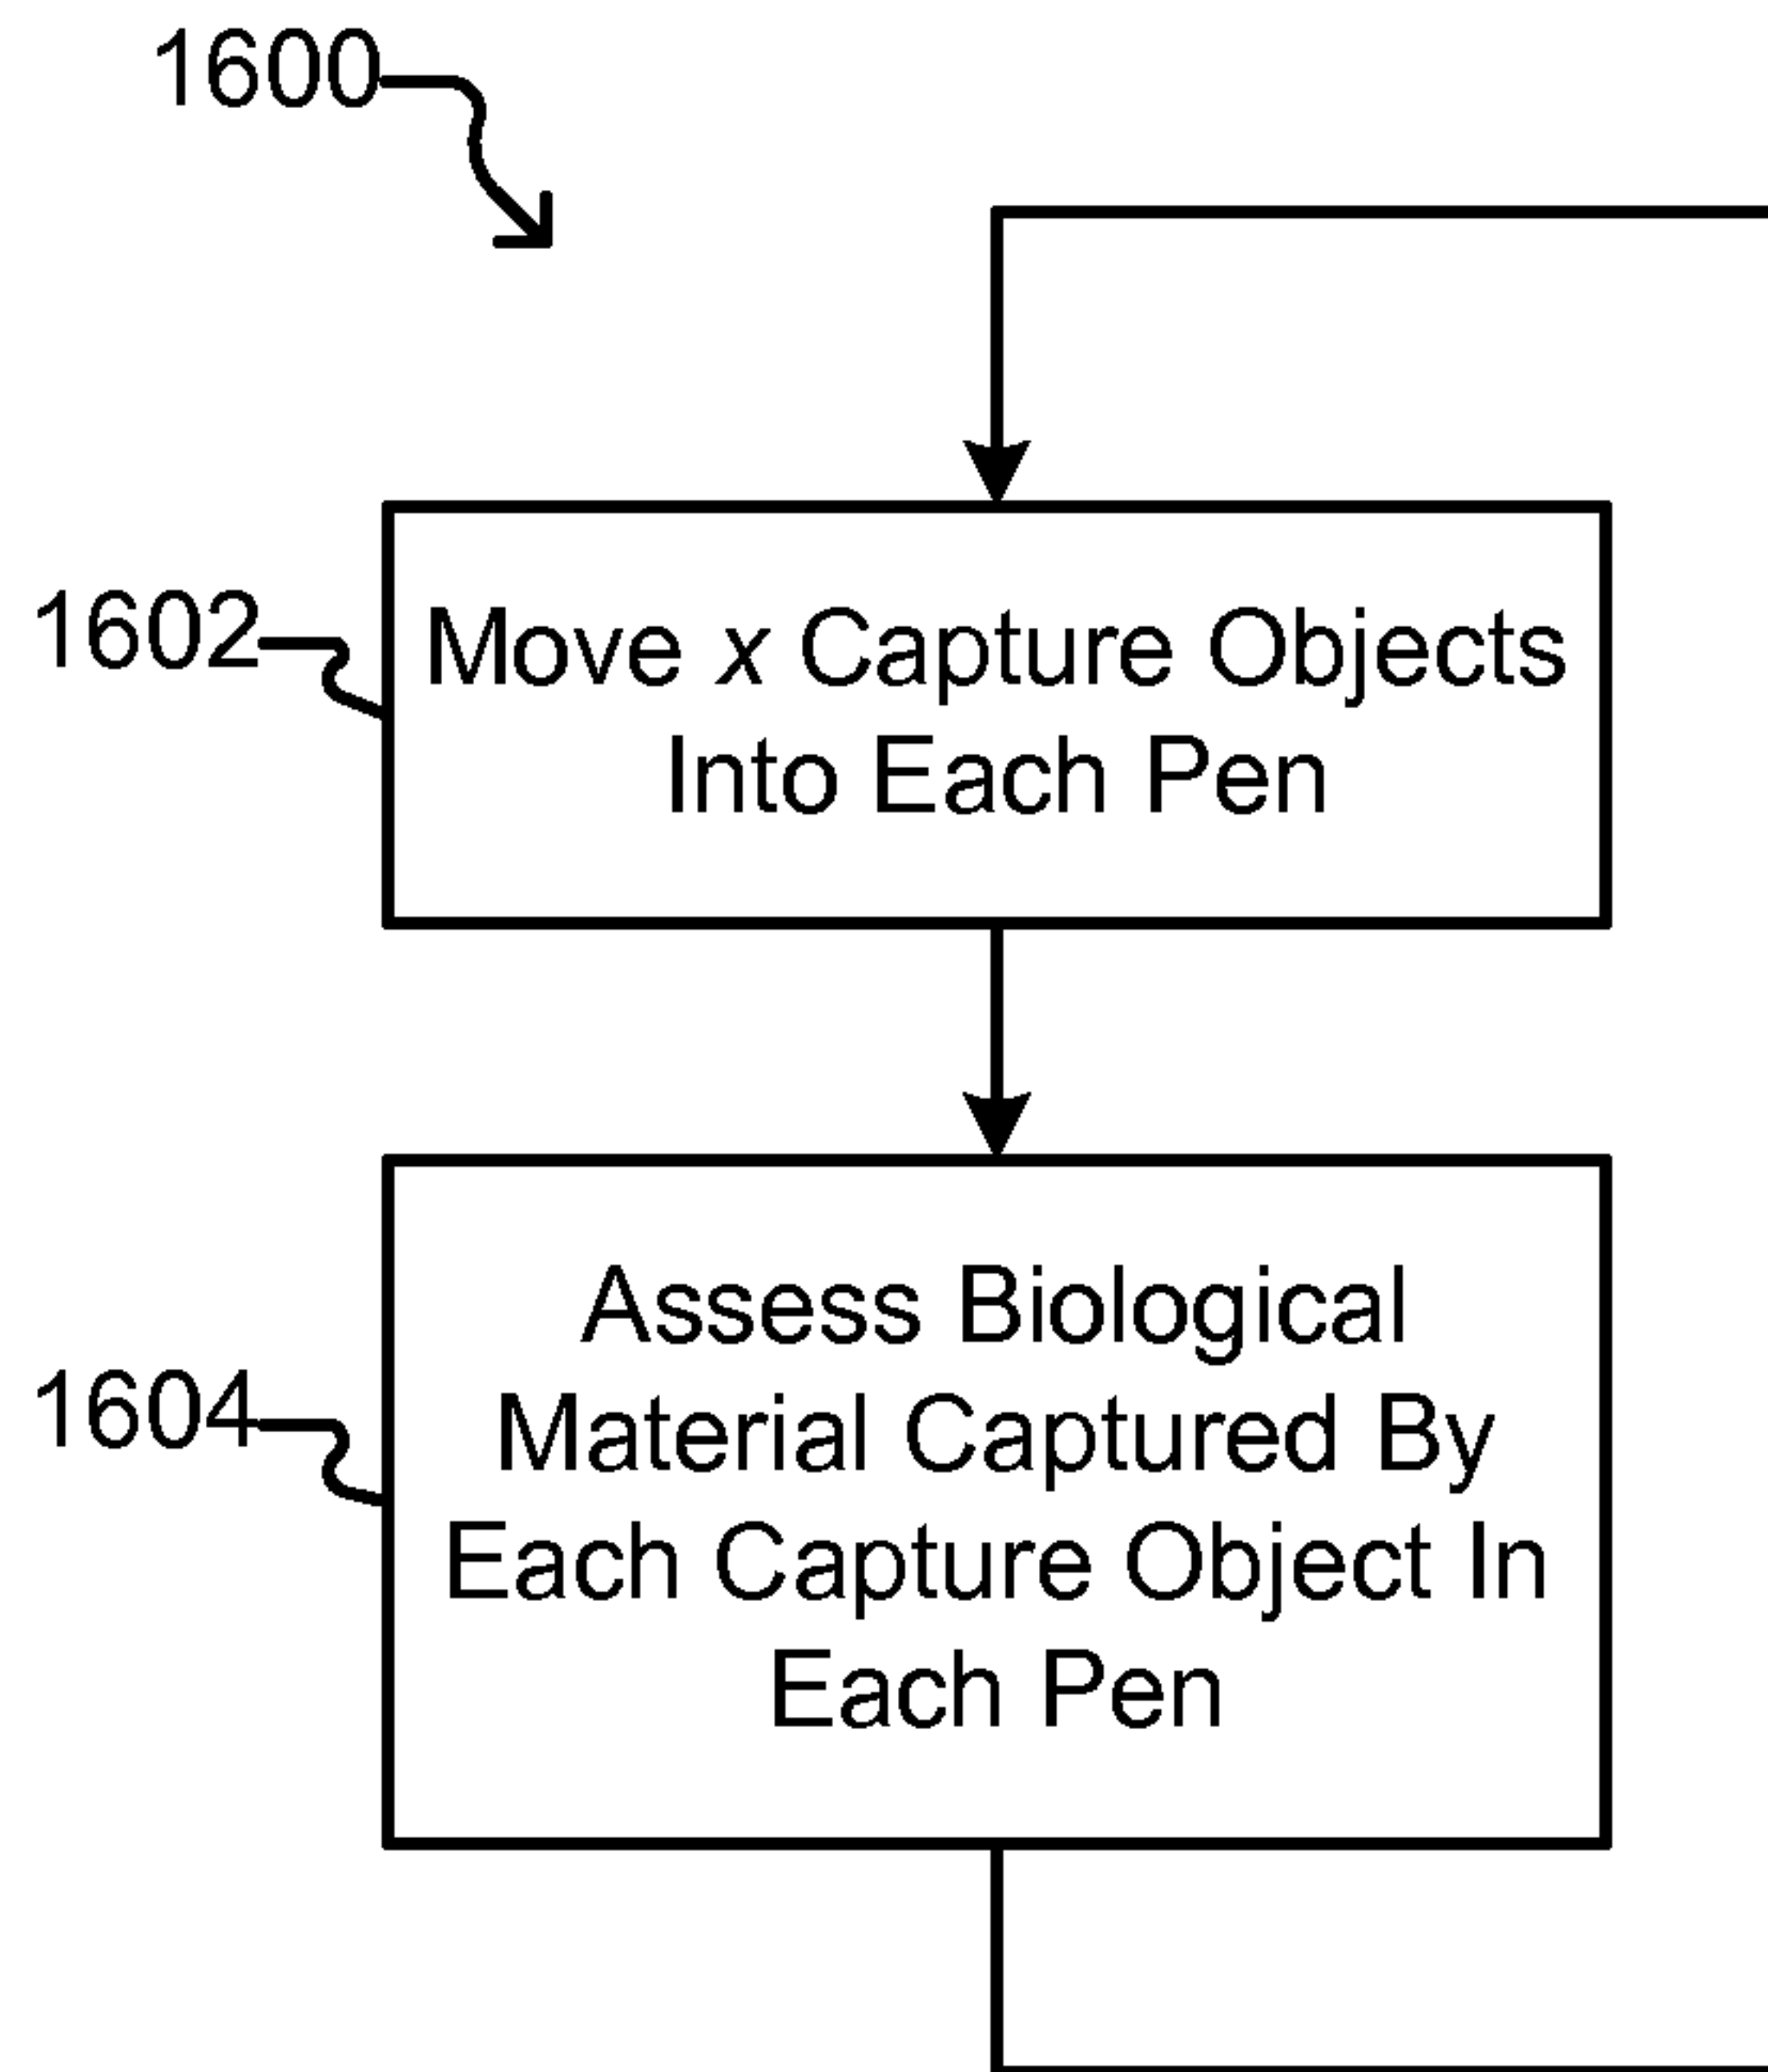 1600
1602
Move x Capture Objects
Into Each Pen
1604
Assess Biological
Material Captured By
Each Capture Object In
Each Pen